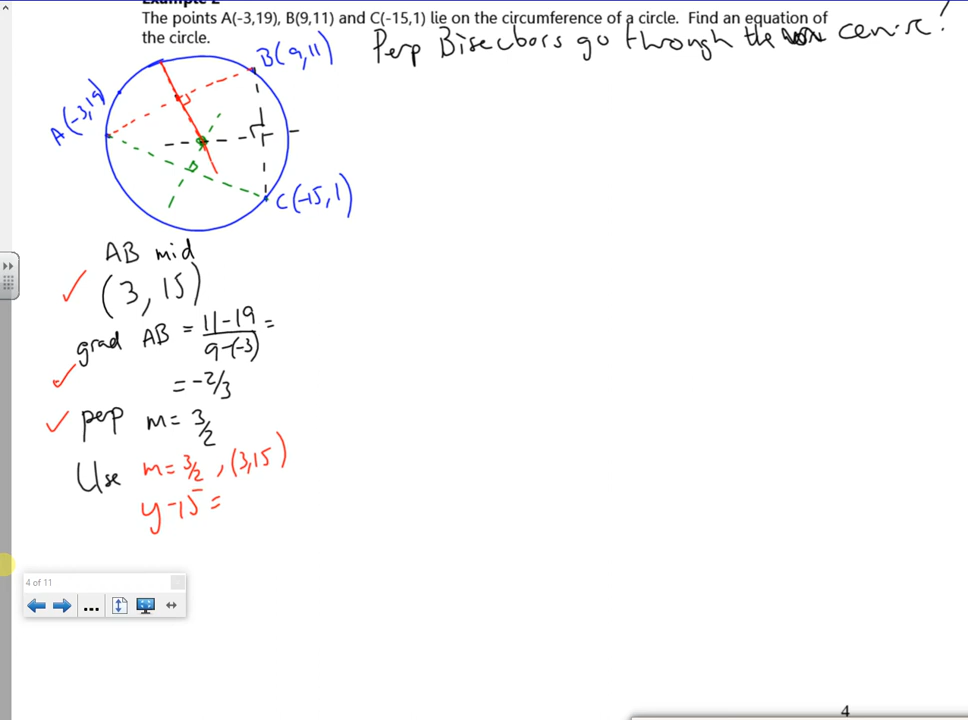 Example 2
The points A(-3,19), B(9,11) and C(-15,1) lie on the circumference of a circle. Find an equation of
the circle.
Perp Bisectors go through the centre!
B(9,11)
A(-3,19)
C(-15,1)
AB mid
(3, 15)
grad AB = 11-19 / 9-(-3) =
= -2/3
perp m= 3/2
Use m= 3/2 , (3,15)
y-15 =
4 of 11
...
4